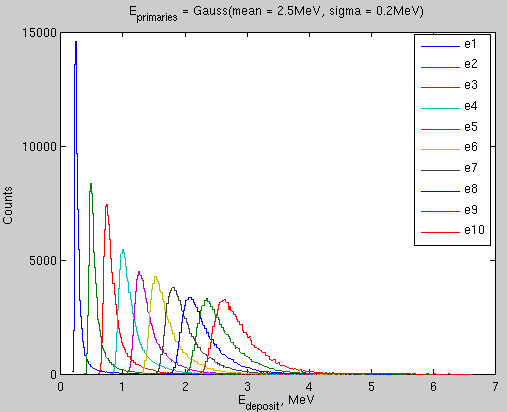 E_primaries = Gauss(mean = 2.5MeV, sigma = 0.2MeV)
15000
10000
5000
0
Counts
0 1 2 3 4 5 6 7
E_deposit, MeV
e1
e2
e3
e4
e5
e6
e7
e8
e9
e10